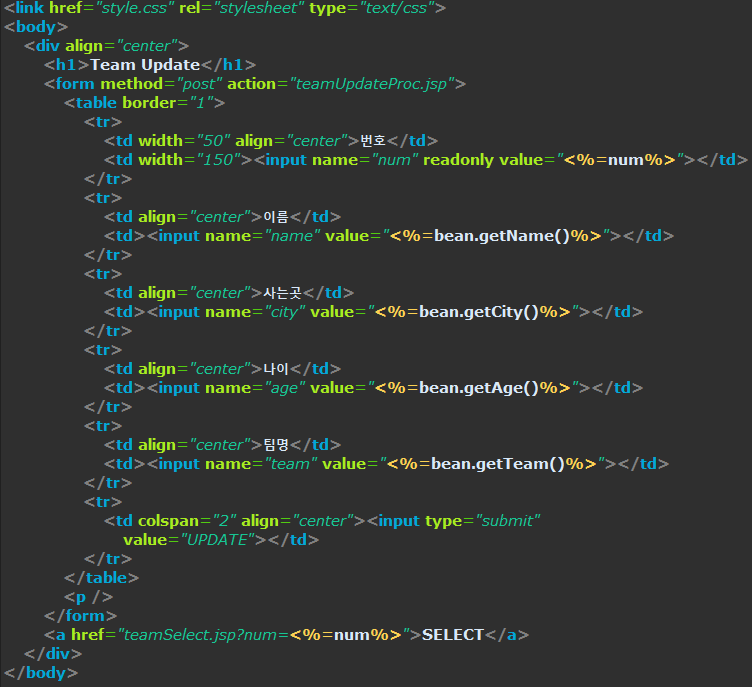 <link href="style.css" rel="stylesheet" type="text/css">
<body>
<div align="center">
<h1>Team Update</h1>
<form method="post" action="teamUpdateProc.jsp">
<table border="1">
<tr>
<td width="50" align="center">번호</td>
<td width="150"><input name="num" readonly value="<%=num%>"></td>
</tr>
<tr>
<td align="center">이름</td>
<td><input name="name" value="<%=bean.getName()%>"></td>
</tr>
<tr>
<td align="center">사는곳</td>
<td><input name="city" value="<%=bean.getCity()%>"></td>
</tr>
<tr>
<td align="center">나이</td>
<td><input name="age" value="<%=bean.getAge()%>"></td>
</tr>
<tr>
<td align="center">팀명</td>
<td><input name="team" value="<%=bean.getTeam()%>"></td>
</tr>
<tr>
<td colspan="2" align="center"><input type="submit"
value="UPDATE"></td>
</tr>
</table>
<p />
</form>
<a href="teamSelect.jsp?num=<%=num%>">SELECT</a>
</div>
</body>